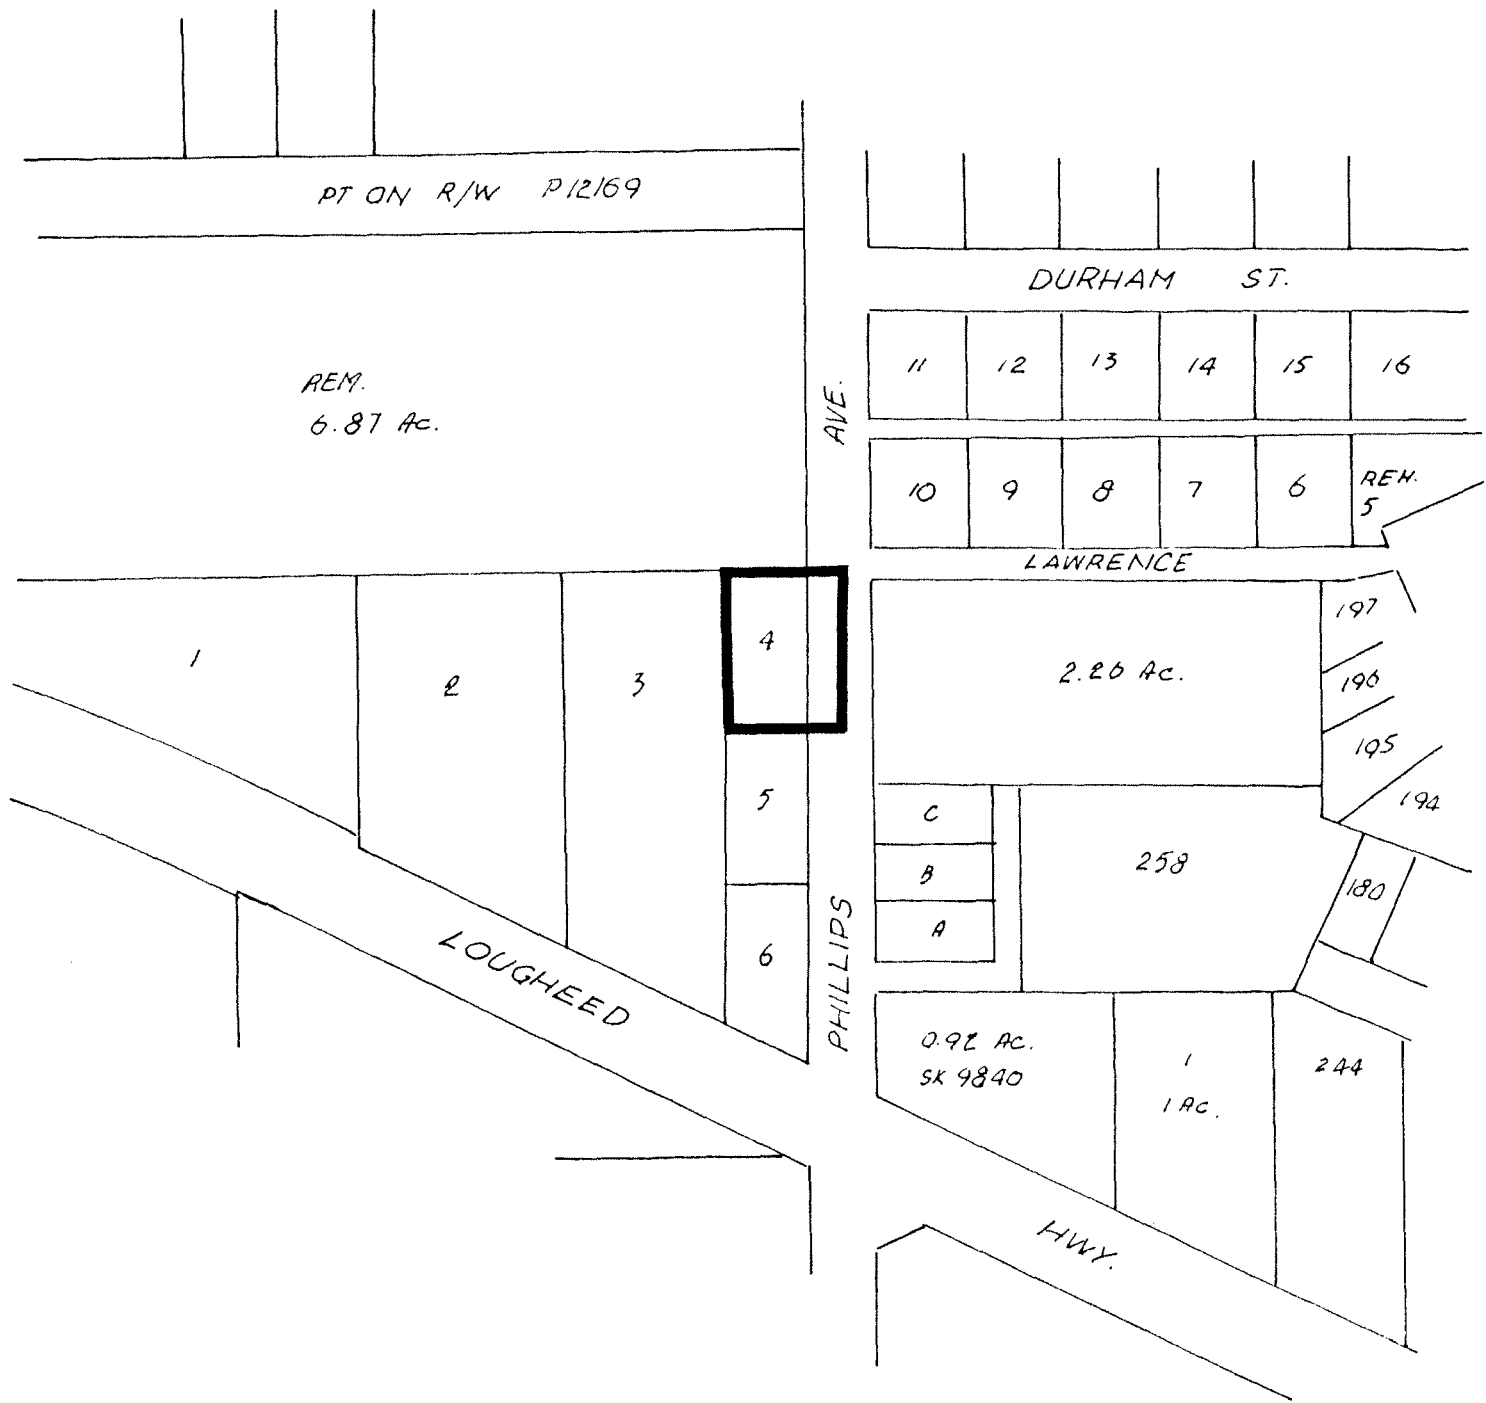 PT ON R/W P12169
DURHAM ST.
REM.
6.87 Ac.
AVE.
11 12 13 14 15 16
10 9 8 7 6 REM.
5
LAWRENCE
1 2 3 4
5
6
197
196
195
194
2.26 Ac.
C
B
A
258
180
PHILLIPS
LOUGHEED
0.92 AC.
SK 9840
1
1 AC.
244
HWY.